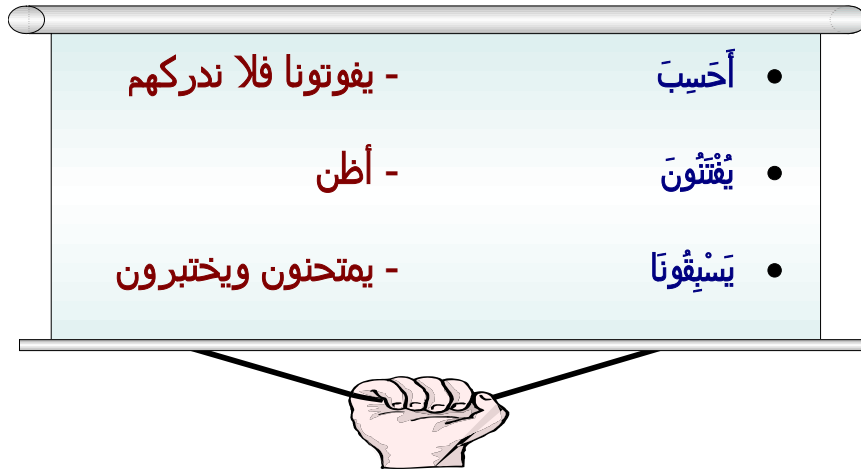 • أَحَسِبَ - يفوتونا فلا ندركهم
• يُفْتَنُونَ - أظن
• يَسْبِقُونَا - يمتحنون ويختبرون